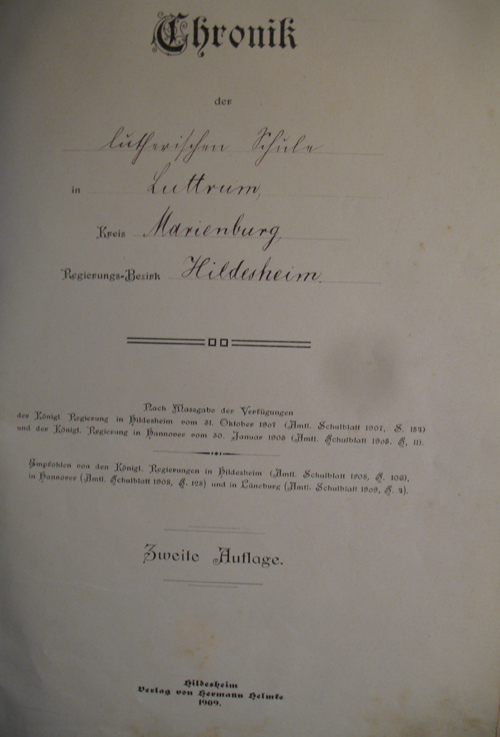 Chronik
der
lutherischen Schule
in Luttrum,
Kreis Marienburg,
Regierungs-Bezirk Hildesheim.
Nach Massgabe der Verfügungen
der Königl. Regierung in Hildesheim vom 31. Oktober 1907 (Amtl. Schulblatt 1907, S. 154)
und der Königl. Regierung in Hannover vom 30. Januar 1908 (Amtl. Schulblatt 1908, S. 11).
Empfohlen von den Königl. Regierungen in Hildesheim (Amtl. Schulblatt 1908, S. 109),
in Hannover (Amtl. Schulblatt 1908, S. 128) und in Lüneburg (Amtl. Schulblatt 1909, S. 4).
Zweite Auflage.
Hildesheim
Verlag von Hermann Helmke
1909.